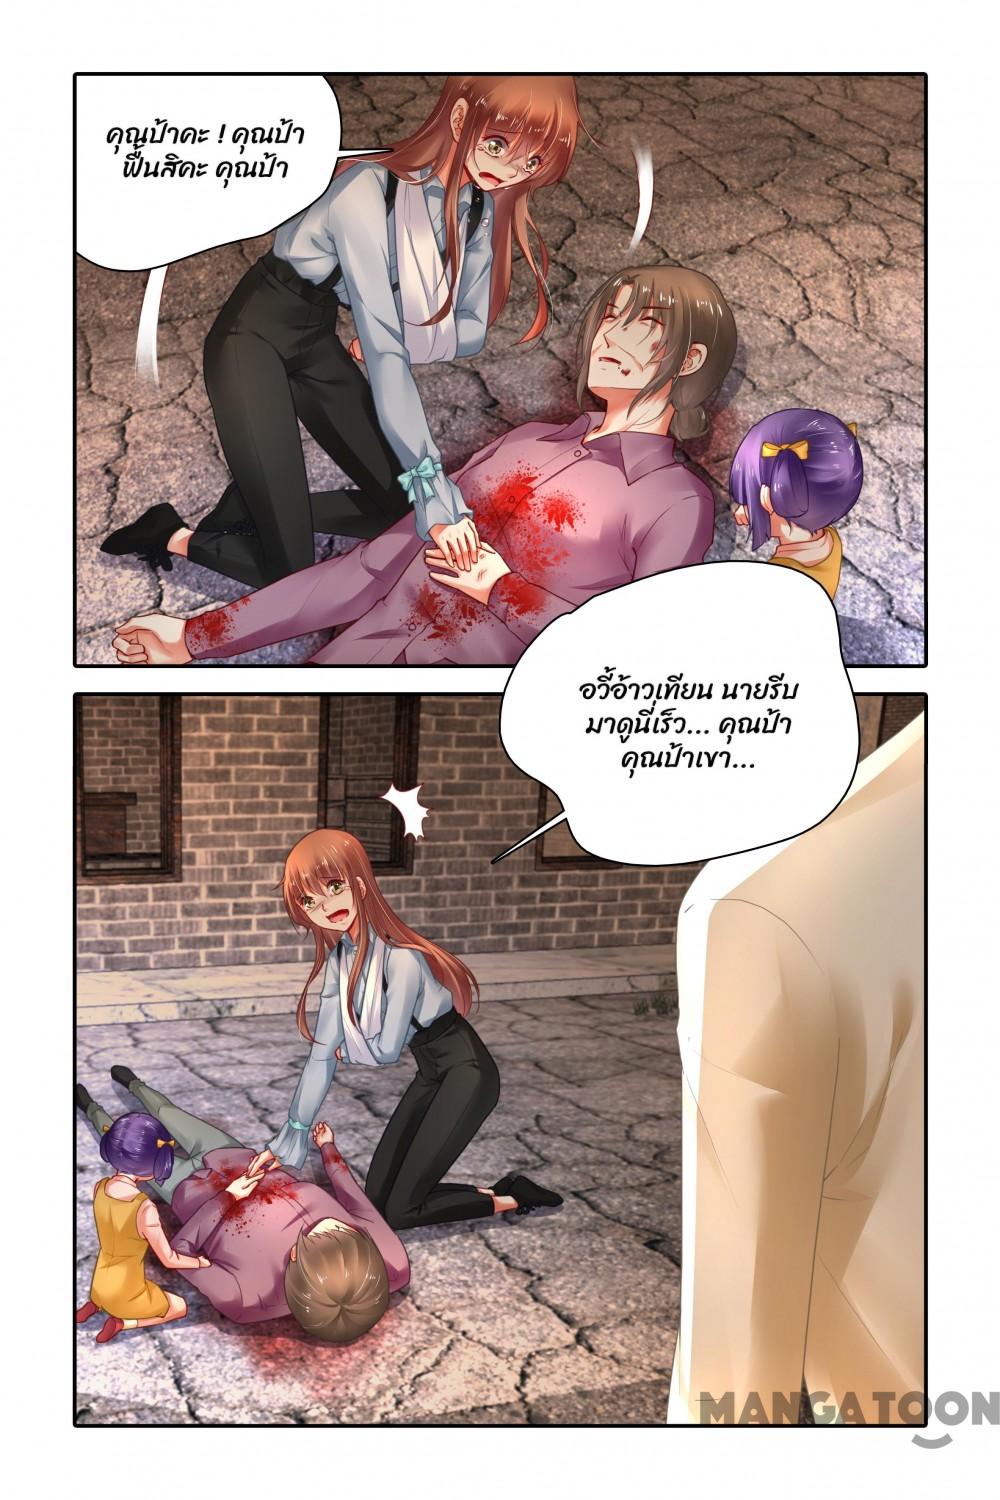 คุณป้าคะ ! คุณป้า
ฟื้นสิคะ คุณป้า
อวี้อ้าวเทียน นายรีบ
มาดูนี่เร็ว... คุณป้า
คุณป้าเขา...
MANGATOON